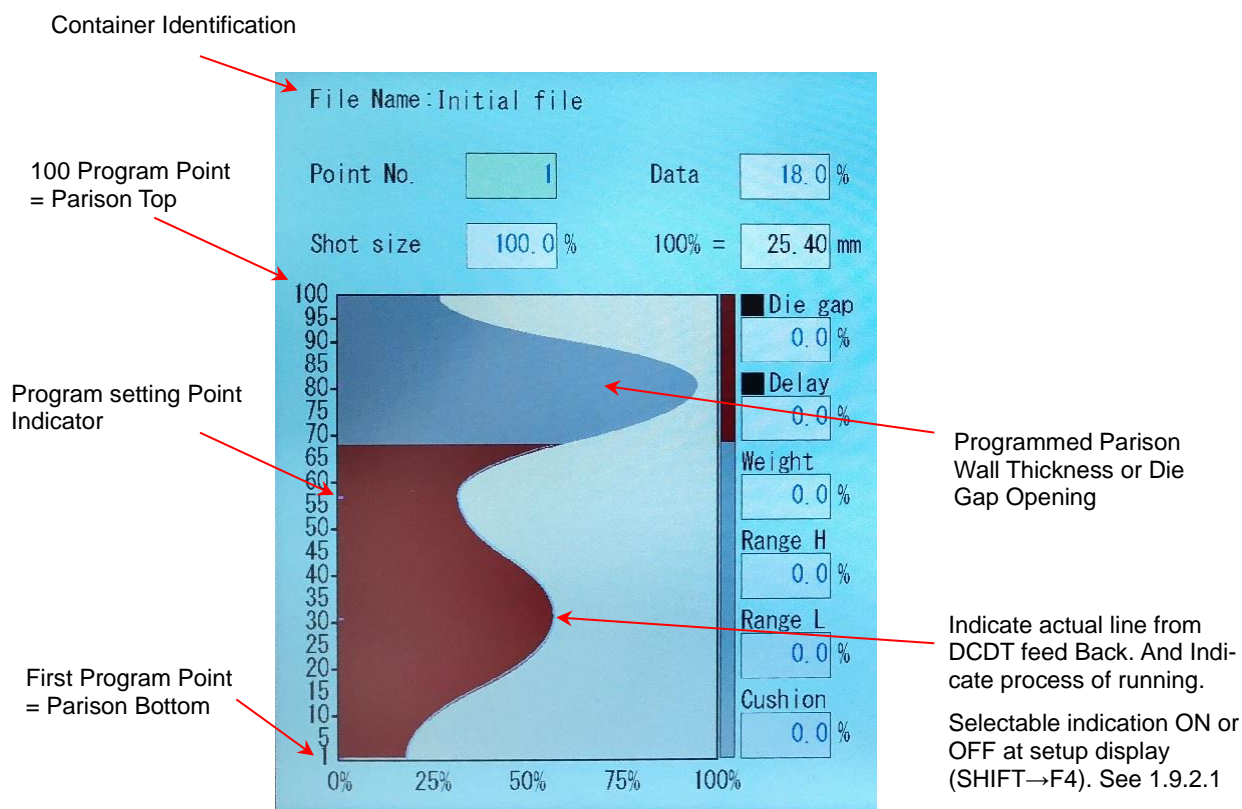 Container Identification
File Name:Initial file
100 Program Point
= Parison Top
Point No. 1 Data 18.0 %
Shot size 100.0 % 100% = 25.40 mm
100
95
90
85
80
75
70
65
60
55
50
45
40
35
30
25
20
15
10
5
1
0% 25% 50% 75% 100%
Die gap
0.0 %
Delay
0.0 %
Weight
0.0 %
Range H
0.0 %
Range L
0.0 %
Cushion
0.0 %
Program setting Point
Indicator
First Program Point
= Parison Bottom
Programmed Parison
Wall Thickness or Die
Gap Opening
Indicate actual line from
DCDT feed Back. And Indi-
cate process of running.
Selectable indication ON or
OFF at setup display
(SHIFT→F4). See 1.9.2.1